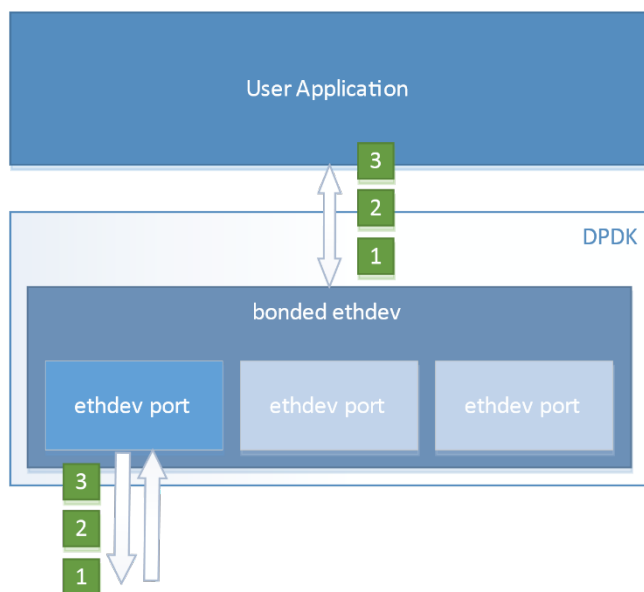 User Application
3
2
1
DPDK
bonded ethdev
ethdev port
ethdev port
ethdev port
3
2
1